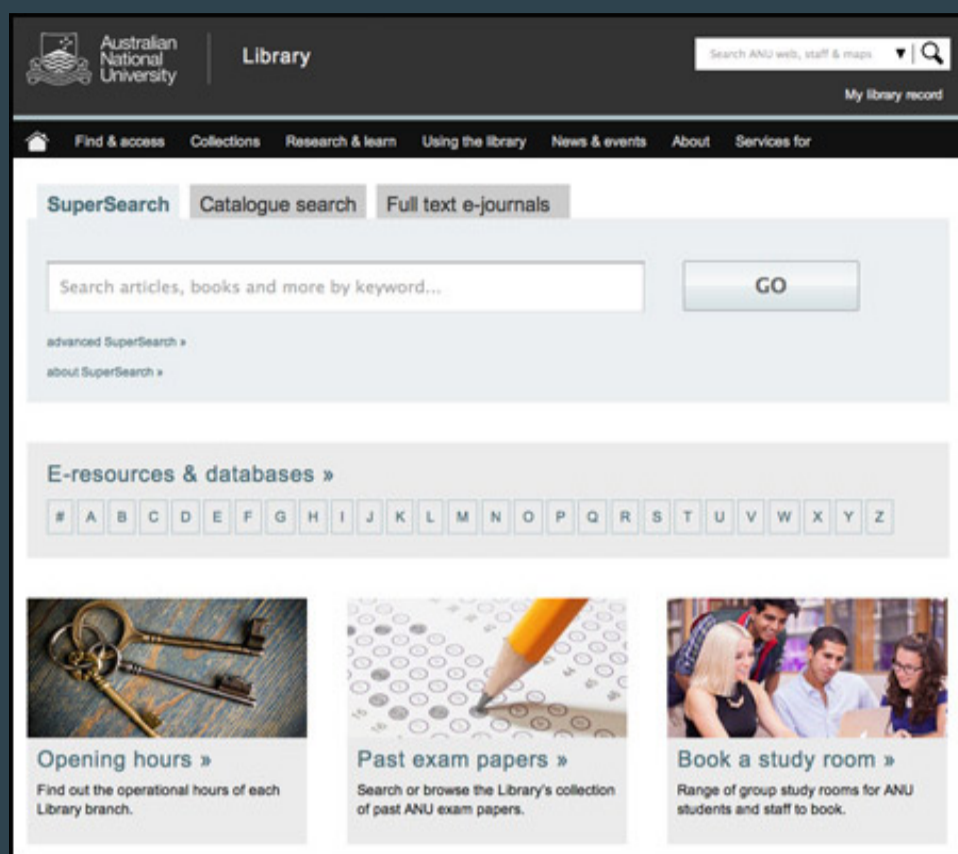 Australian
National
University
Library
Search ANU web, staff & maps
My library record
Find & access Collections Research & learn Using the library News & events About Services for
SuperSearch Catalogue search Full text e-journals
Search articles, books and more by keyword...
GO
advanced SuperSearch »
about SuperSearch »
E-resources & databases »
# A B C D E F G H I J K L M N O P Q R S T U V W X Y Z
Opening hours »
Find out the operational hours of each
Library branch.
Past exam papers »
Search or browse the Library's collection
of past ANU exam papers.
Book a study room »
Range of group study rooms for ANU
students and staff to book.